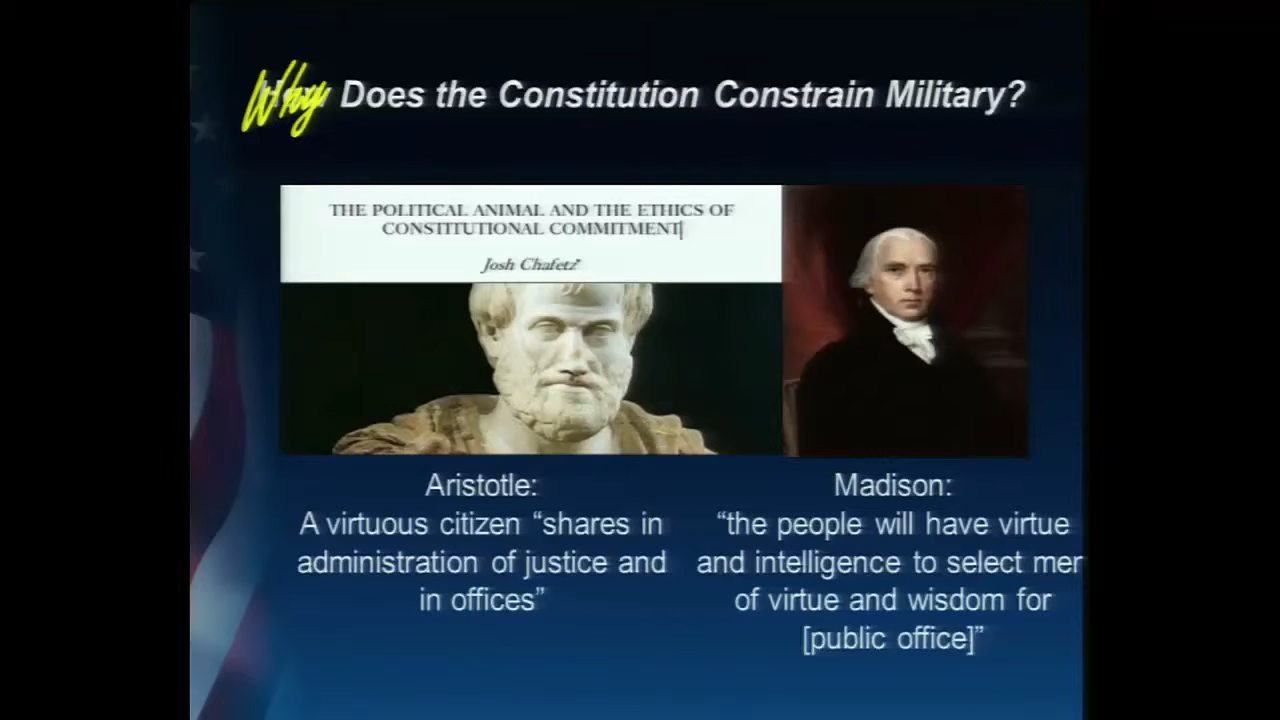 Why Does the Constitution Constrain Military?
THE POLITICAL ANIMAL AND THE ETHICS OF
CONSTITUTIONAL COMMITMENT
Josh Chafetz*
Aristotle:
A virtuous citizen “shares in
administration of justice and
in offices”
Madison:
“the people will have virtue
and intelligence to select mer
of virtue and wisdom for
[public office]”